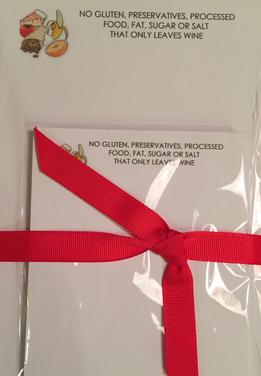 NO GLUTEN, PRESERVATIVES, PROCESSED
FOOD, FAT, SUGAR OR SALT
THAT ONLY LEAVES WINE
NO GLUTEN, PRESERVATIVES, PROCESSED
FOOD, FAT, SUGAR OR SALT
THAT ONLY LEAVES WINE